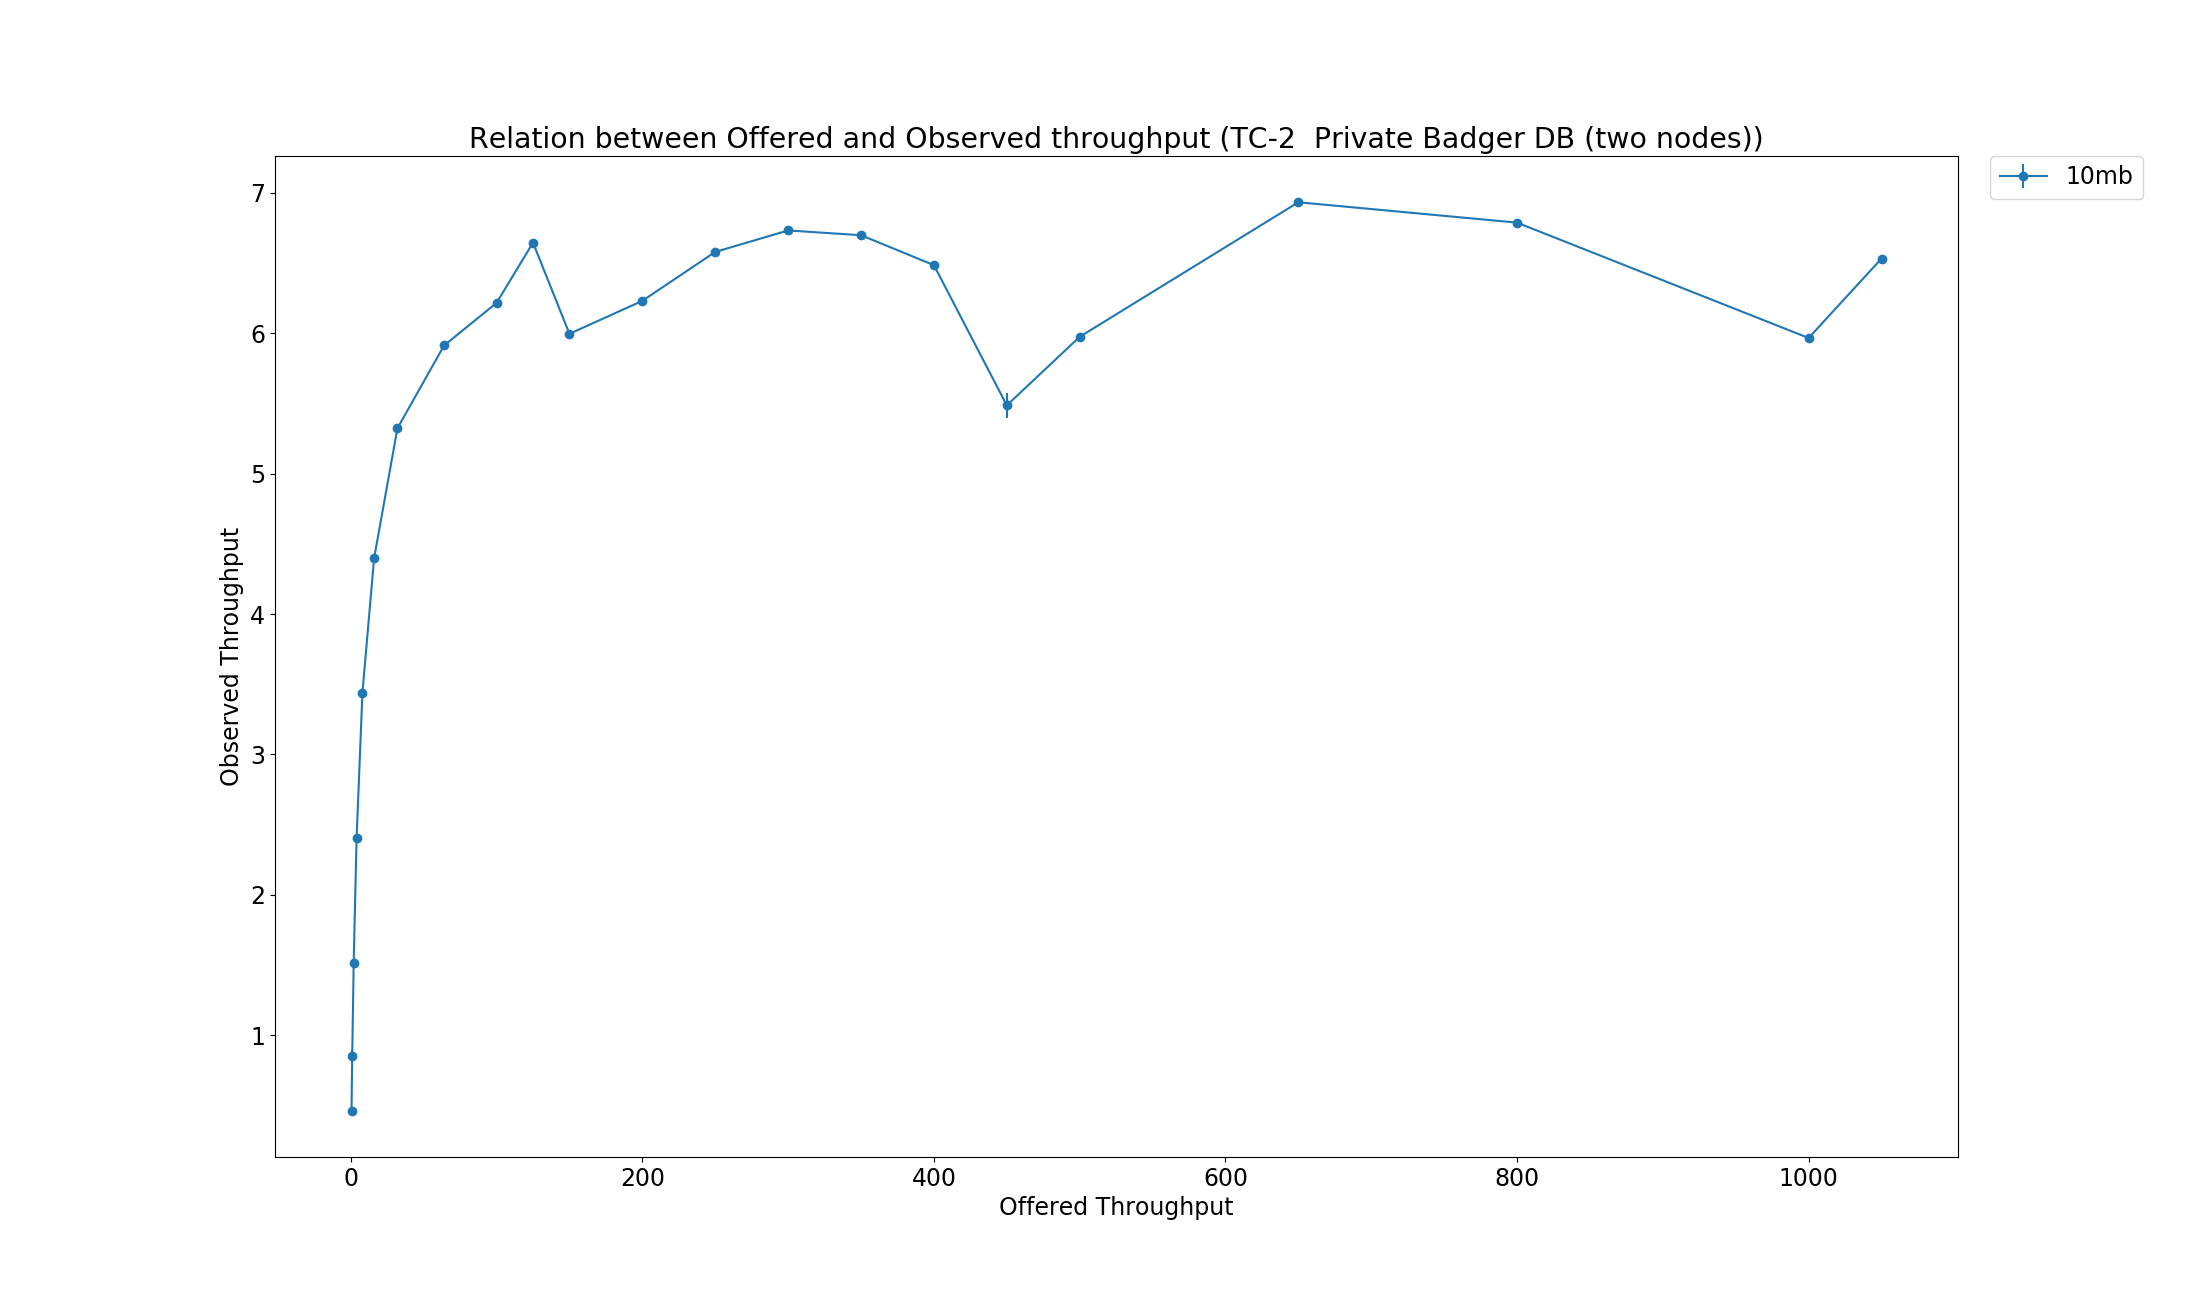 Relation between Offered and Observed throughput (TC-2  Private Badger DB (two nodes))
10mb
7
6
5
4
3
2
1
Observed Throughput
0 200 400 600 800 1000
Offered Throughput